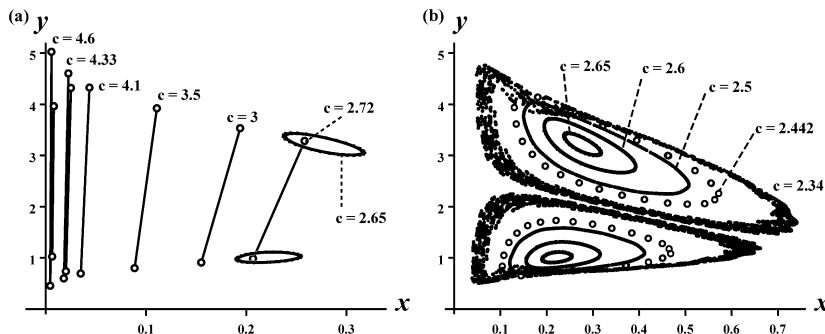 (a)
y
c = 4.6
c = 4.33
c = 4.1
c = 3.5
c = 3
c = 2.72
c = 2.65
5
4
3
2
1
0
0.1
0.2
0.3
x
(b)
y
c = 2.65
c = 2.6
c = 2.5
c = 2.442
c = 2.34
5
4
3
2
1
0
0.1
0.2
0.3
0.4
0.5
0.6
0.7
x